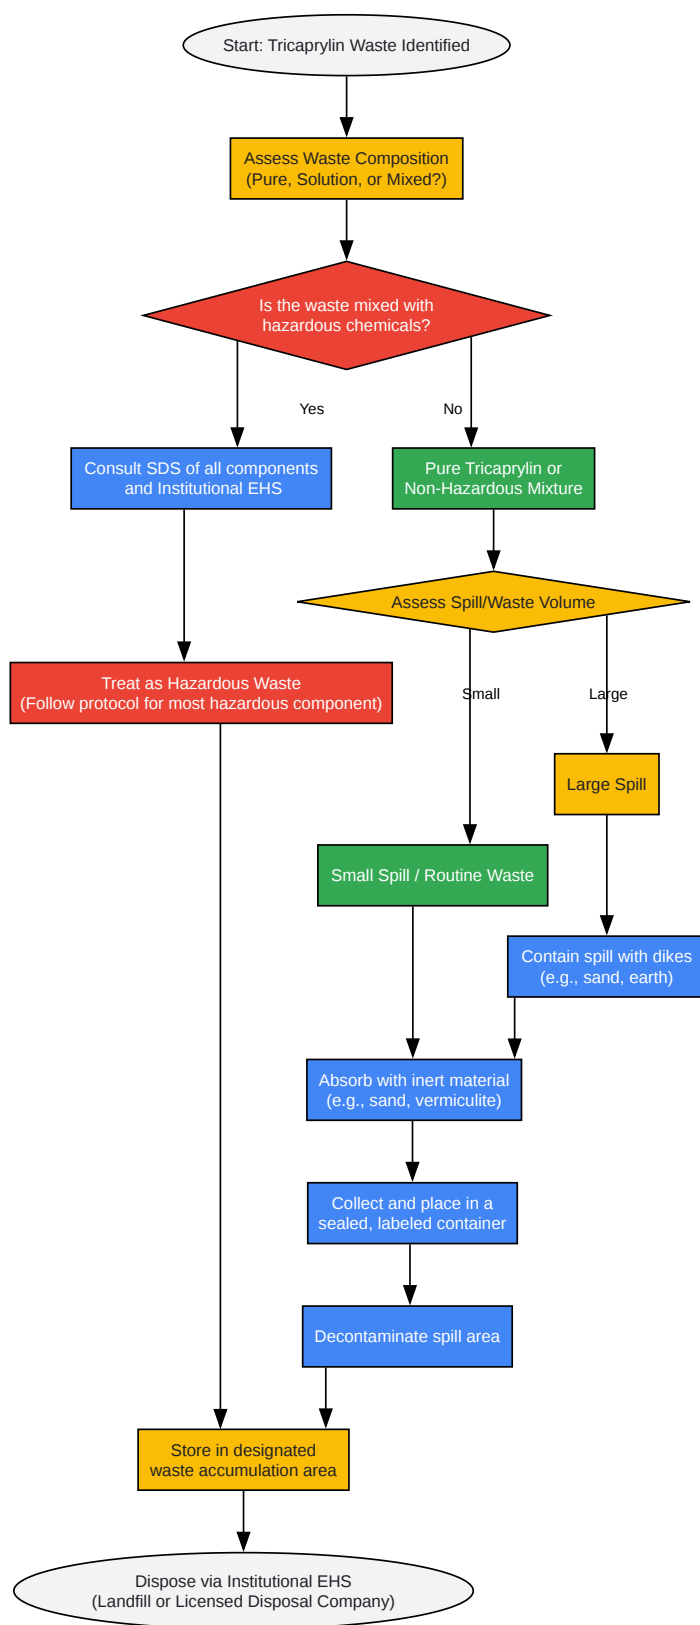 Start: Tricaprylin Waste Identified
Assess Waste Composition
(Pure, Solution, or Mixed?)
Is the waste mixed with
hazardous chemicals?
Yes
No
Consult SDS of all components
and Institutional EHS
Pure Tricaprylin or
Non-Hazardous Mixture
Assess Spill/Waste Volume
Treat as Hazardous Waste
(Follow protocol for most hazardous component)
Small
Large
Large Spill
Small Spill / Routine Waste
Contain spill with dikes
(e.g., sand, earth)
Absorb with inert material
(e.g., sand, vermiculite)
Collect and place in a
sealed, labeled container
Decontaminate spill area
Store in designated
waste accumulation area
Dispose via Institutional EHS
(Landfill or Licensed Disposal Company)